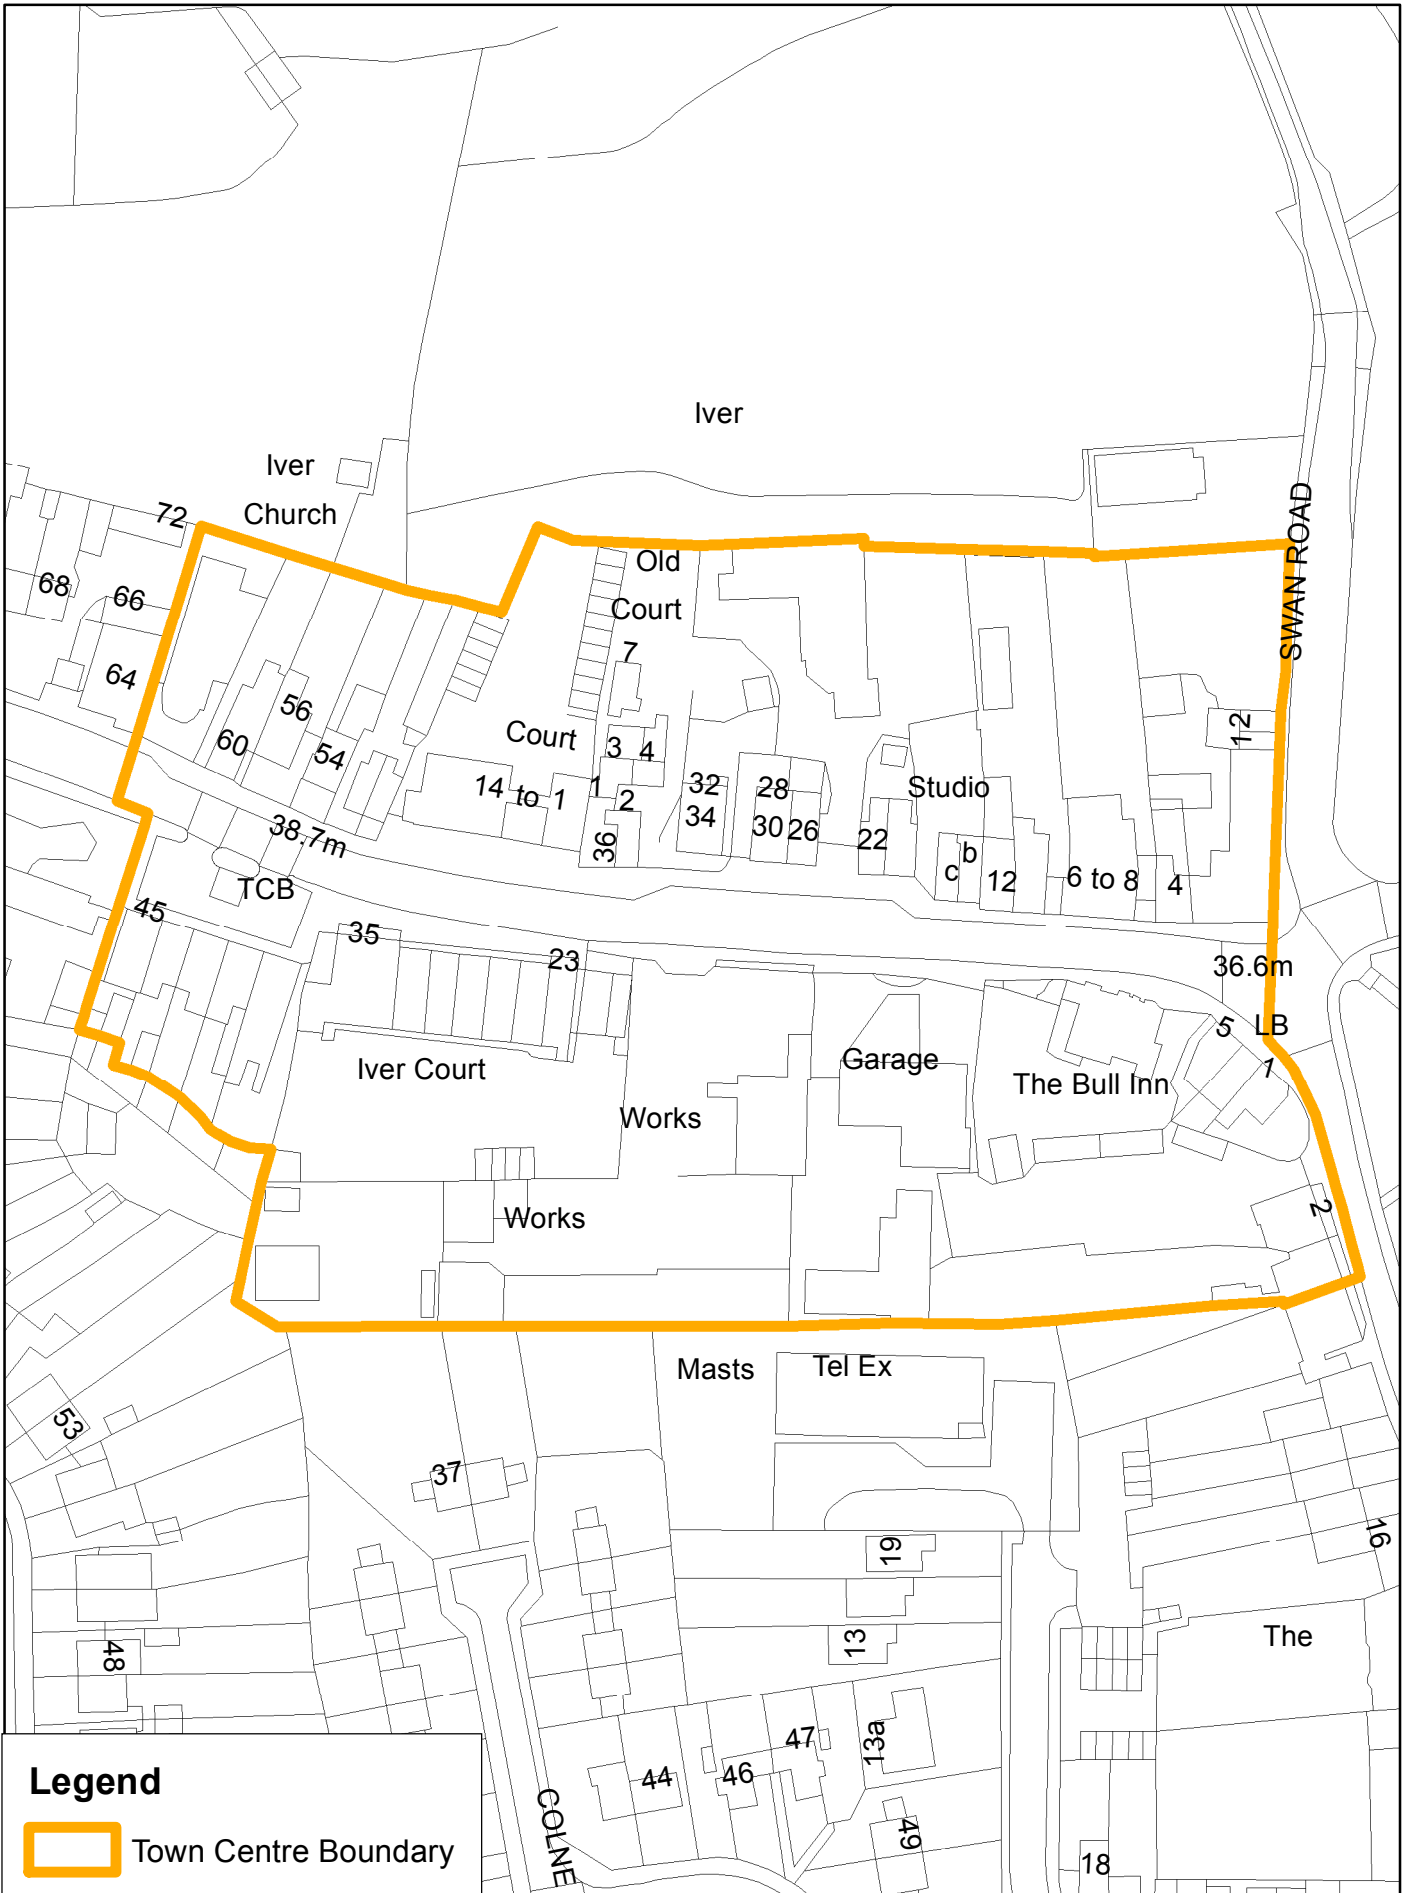 Iver
Iver
Church
SWAN ROAD
72
Old
Court
68
66
64
7
56
60
54
Court
3
4
12
14 to 1
1
2
32
34
28
30
26
Studio
38.7m
36
22
b
c
12
6 to 8
4
TCB
45
35
23
36.6m
5
LB
1
Iver Court
Garage
The Bull Inn
Works
Works
2
Masts
Tel Ex
53
37
16
19
13
The
48
47
13a
44
46
49
COLNE
18
Legend
Town Centre Boundary